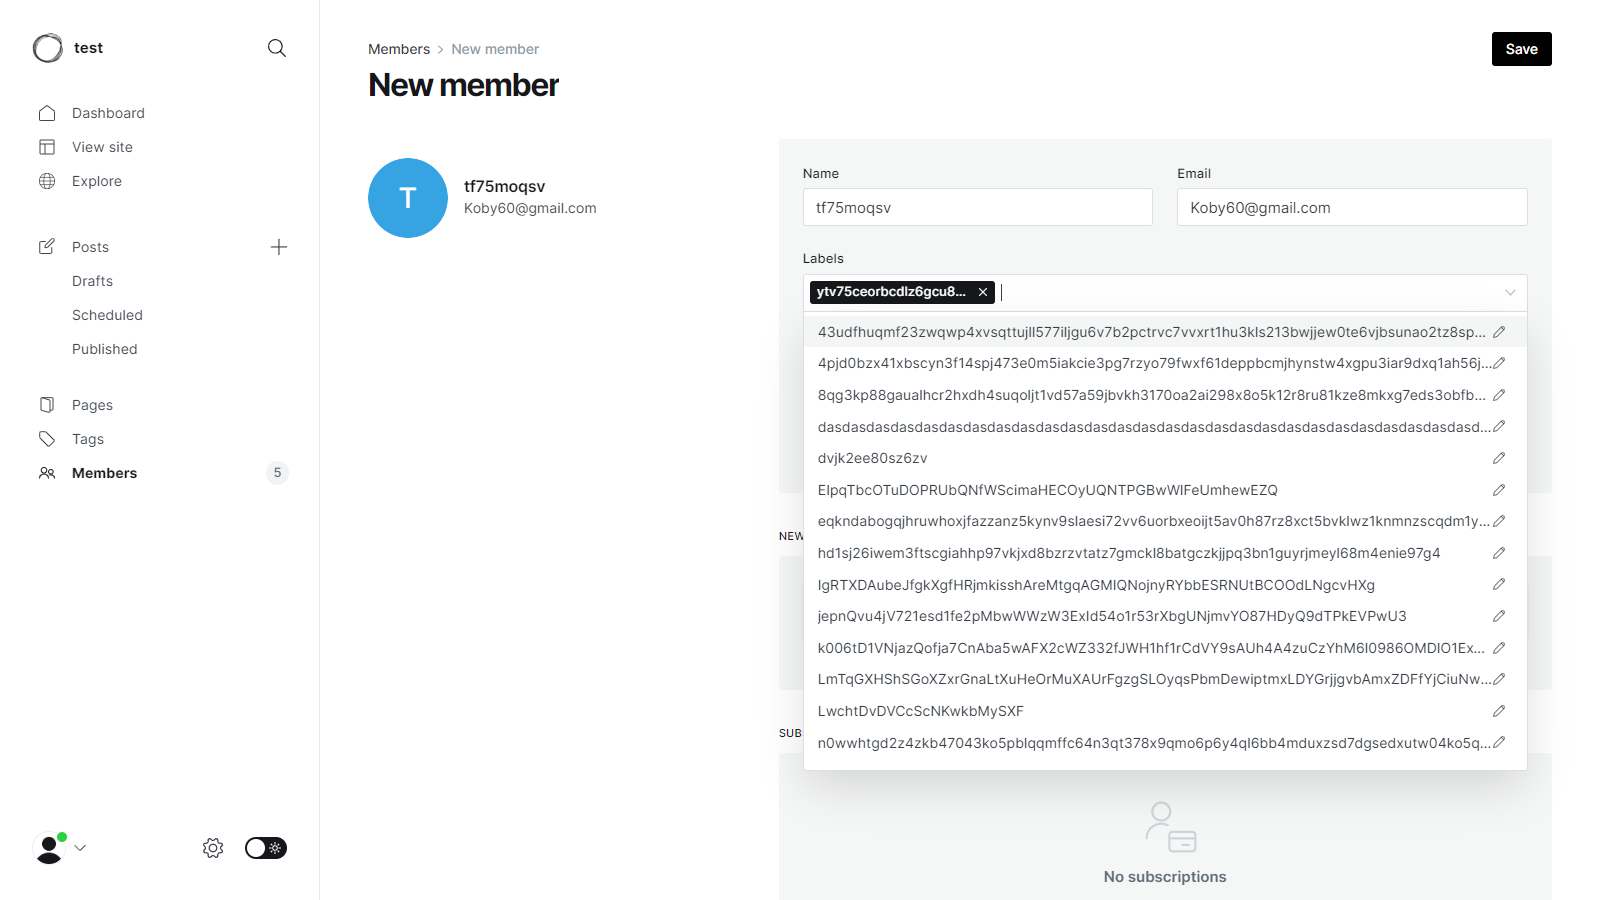 test
Dashboard
View site
Explore
Posts
Drafts
Scheduled
Published
Pages
Tags
Members
5
Members
New member
Save
New member
T
tf75moqsv
Koby60@gmail.com
Name
Email
tf75moqsv
Koby60@gmail.com
Labels
ytv75ceorbcdlz6gcu8...
43udfhuqmf23zwqwp4xvsqttujll577iljgu6v7b2pctrvc7vvxrt1hu3kls213bwjjew0te6vjbsunao2tz8sp...
4pjd0bzx41xbscyn3f14spj473e0m5iakcie3pg7rzyo79fwxf61deppbcmjhynstw4xgpu3iar9dxq1ah56j...
8qg3kp88gaualhcr2hxdh4suqoljt1vd57a59jbvkh3170oa2ai298x8o5k12r8ru81kze8mkxg7eds3obfb...
dasdasdasdasdasdasdasdasdasdasdasdasdasdasdasdasdasdasdasdasdasdasdasdasdasdasdasd...
dvjk2ee80sz6zv
EIpqTbcOTuDOPRUbQNfWScimaHECOyUQNTPGBwWIFeUmhewEZQ
eqkndabogqjhruwhoxjfazzanz5kynv9slaesi72vv6uorbxeoijt5av0h87rz8xct5bvklwz1knmnzscqdm1y...
hd1sj26iwem3ftscgiahhp97vkjxd8bzrzvtatz7gmckl8batgczkjjpq3bn1guyrjmeyl68m4enie97g4
IgRTXDAubeJfgkXgfHRjmkisshAreMtgqAGMIQNojnyRYbbESRNUtBCOOdLNgcvHXg
jepnQvu4jV721esd1fe2pMbwWWzW3ExId54o1r53rXbgUNjmvYO87HDyQ9dTPkEVPwU3
k006tD1VNjazQofja7CnAba5wAFX2cWZ332fJWH1hf1rCdVY9sAUh4A4zuCzYhM6I0986OMDIO1Ex...
LmTqGXHShSGoXZxrGnaLtXuHeOrMuXAUrFgzgSLOyqsPbmDewiptmxLDYGrjjgvbAmxZDFfYjCiuNw...
LwchtDvDVCcScNKwkbMySXF
n0wwhtgd2z4zkb47043ko5pblqqmffc64n3qt378x9qmo6p6y4ql6bb4mduxzsd7dgsedxutw04ko5q...
NEW
SUB
No subscriptions